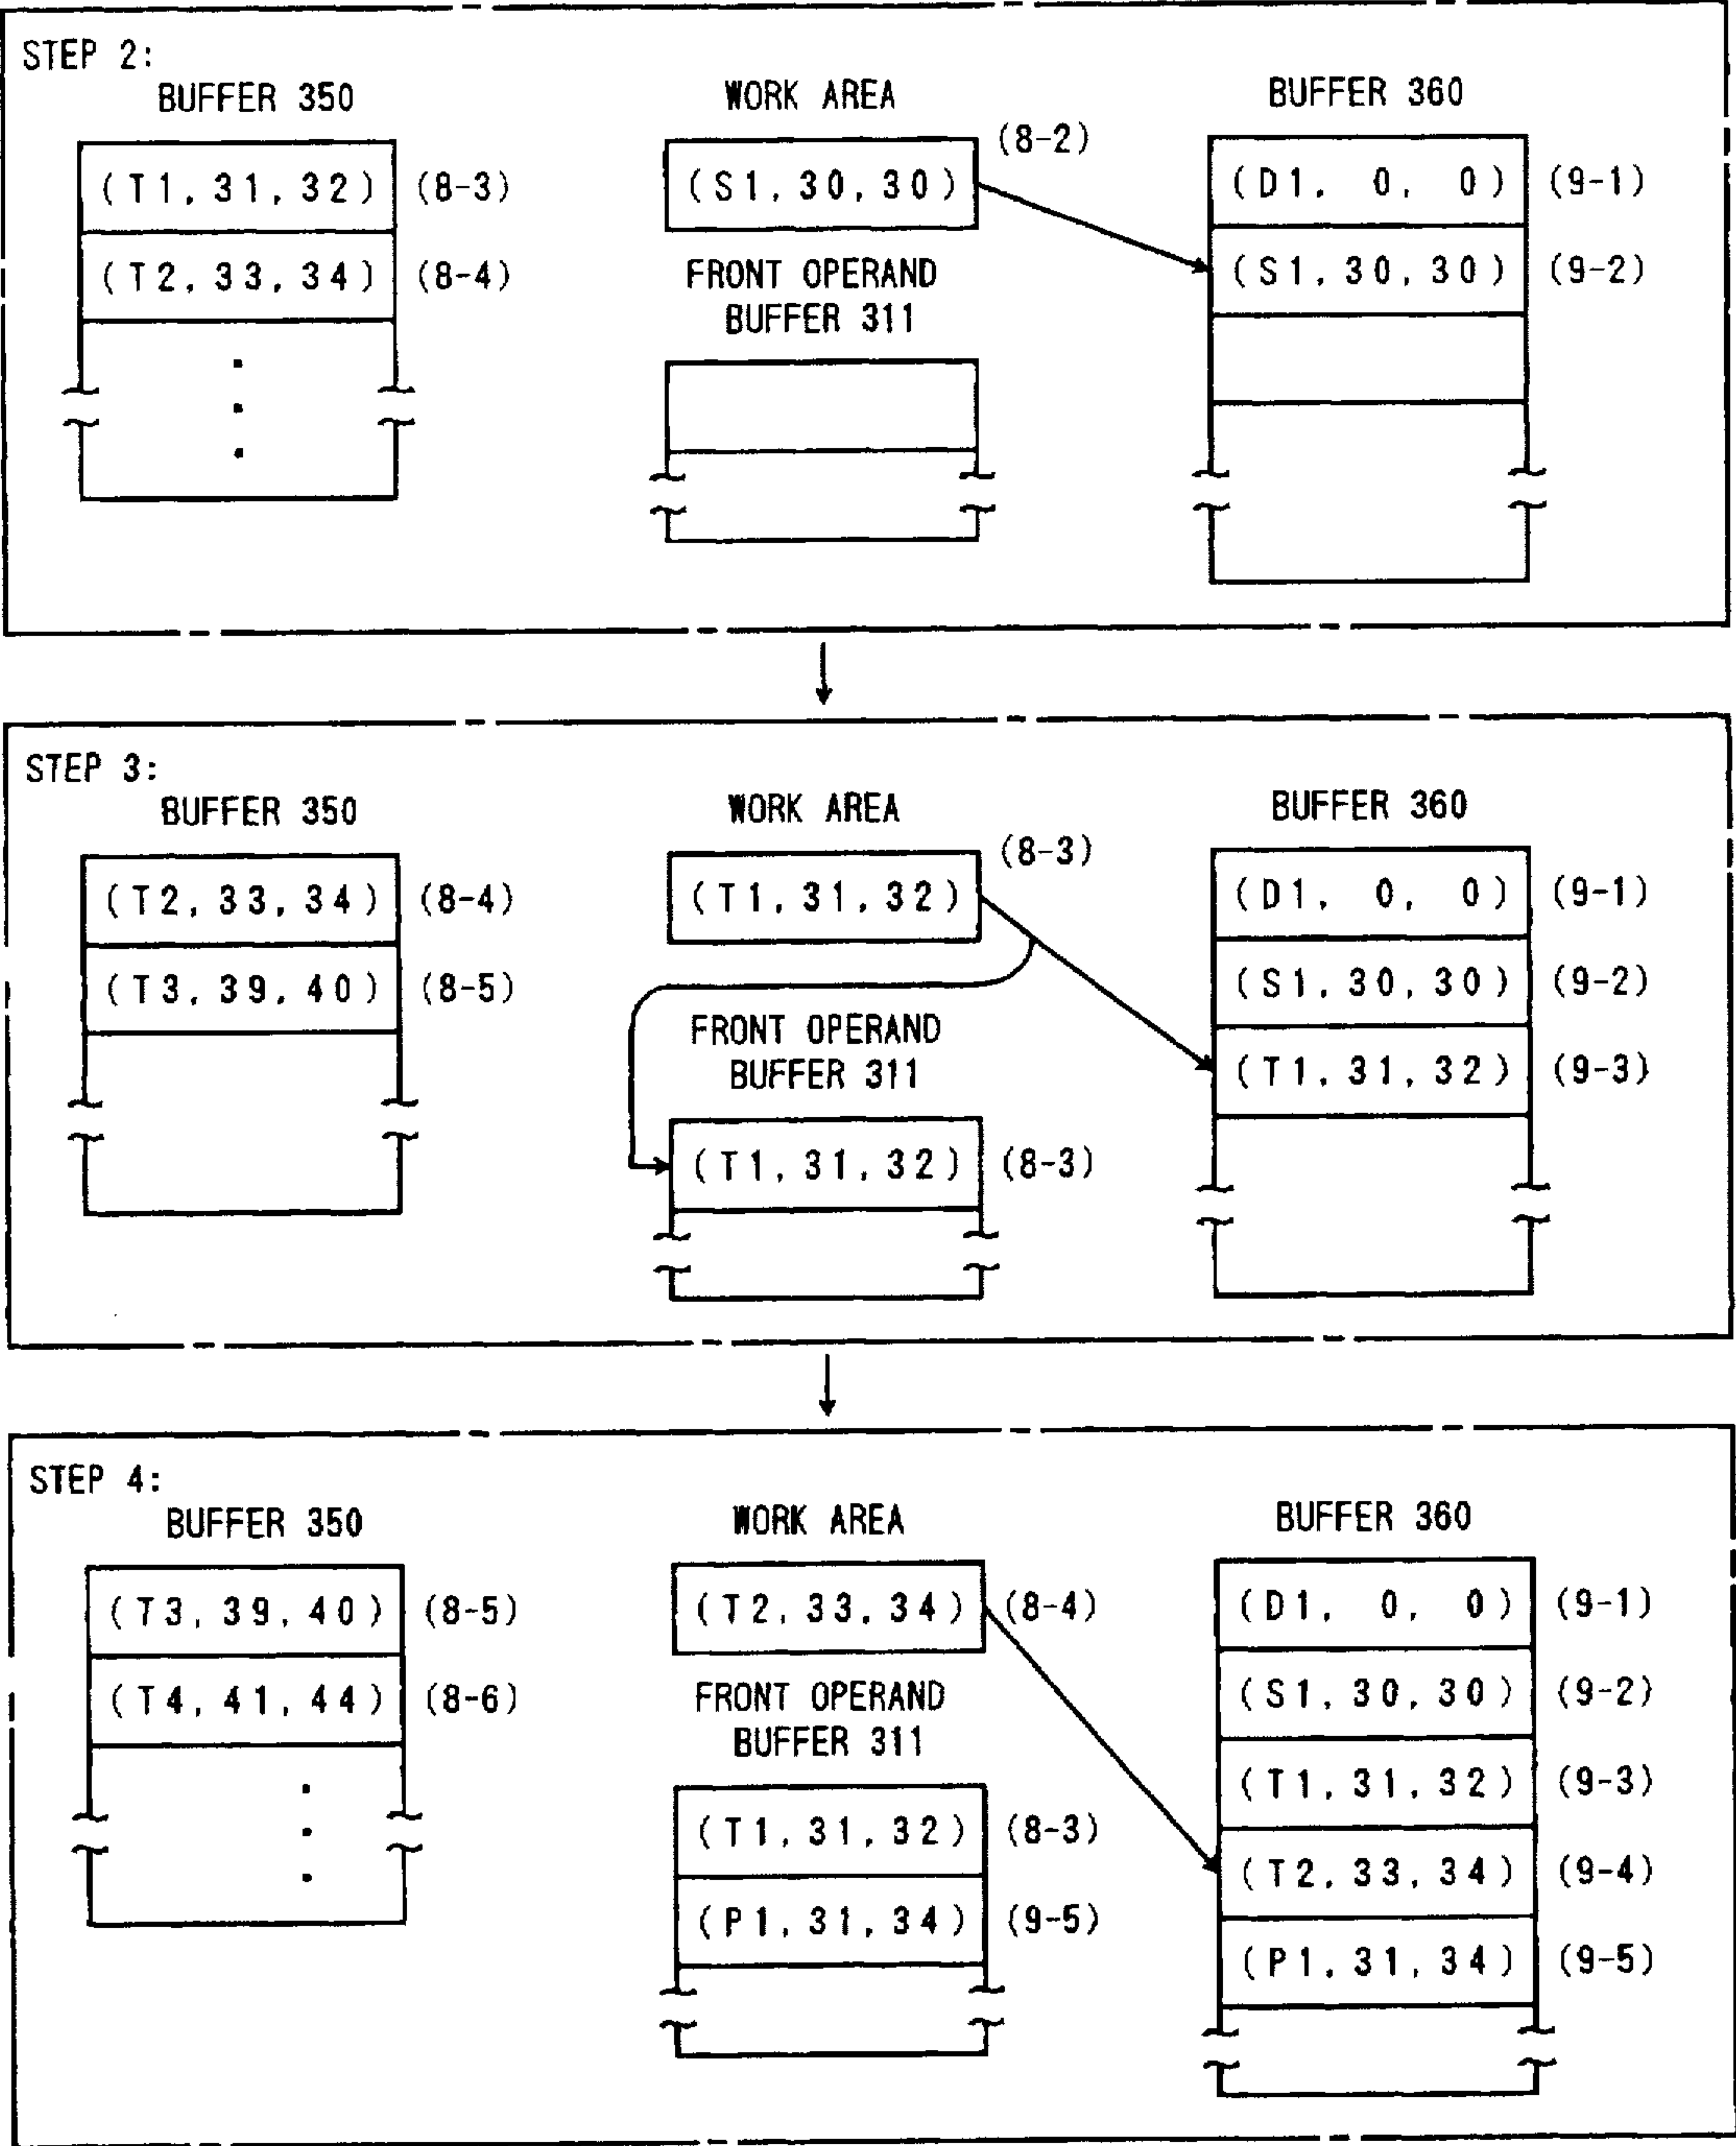 STEP 2:
BUFFER 350
WORK AREA
BUFFER 360
(T1,31,32) (8-3)
(T2,33,34) (8-4)
(S1,30,30)
(8-2)
FRONT OPERAND
BUFFER 311
(D1, 0, 0) (9-1)
(S1,30,30) (9-2)
STEP 3:
BUFFER 350
WORK AREA
BUFFER 360
(T2,33,34) (8-4)
(T3,39,40) (8-5)
(T1,31,32)
(8-3)
FRONT OPERAND
BUFFER 311
(T1,31,32) (8-3)
(D1, 0, 0) (9-1)
(S1,30,30) (9-2)
(T1,31,32) (9-3)
STEP 4:
BUFFER 350
WORK AREA
BUFFER 360
(T3,39,40) (8-5)
(T4,41,44) (8-6)
(T2,33,34) (8-4)
FRONT OPERAND
BUFFER 311
(T1,31,32) (8-3)
(P1,31,34) (9-5)
(D1, 0, 0) (9-1)
(S1,30,30) (9-2)
(T1,31,32) (9-3)
(T2,33,34) (9-4)
(P1,31,34) (9-5)